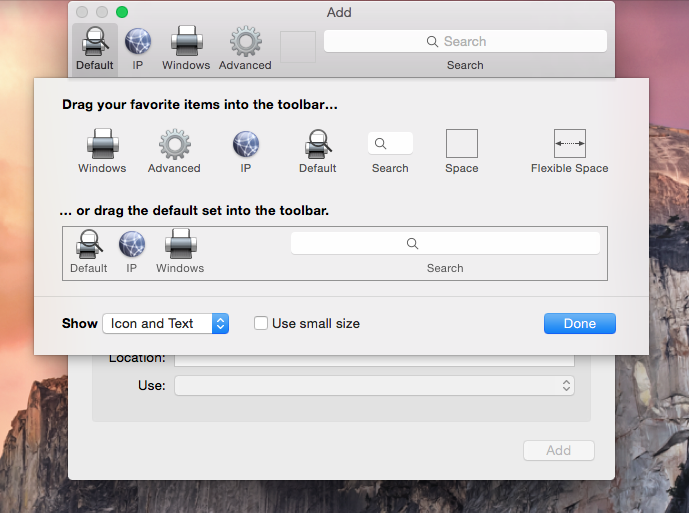 Add
Search
Default IP Windows Advanced Search
Drag your favorite items into the toolbar...
Windows Advanced IP Default Search Space Flexible Space
... or drag the default set into the toolbar.
Default IP Windows Search
Show Icon and Text Use small size Done
Location:
Use:
Add